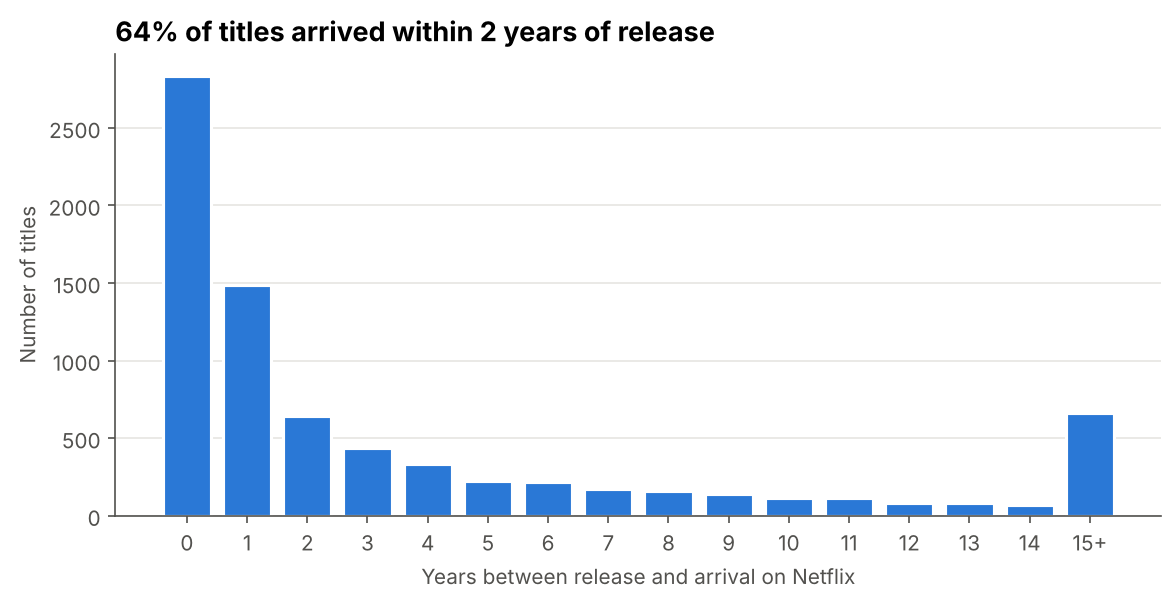 64% of titles arrived within 2 years of release
Number of titles
2500
2000
1500
1000
500
0
0 1 2 3 4 5 6 7 8 9 10 11 12 13 14 15+
Years between release and arrival on Netflix